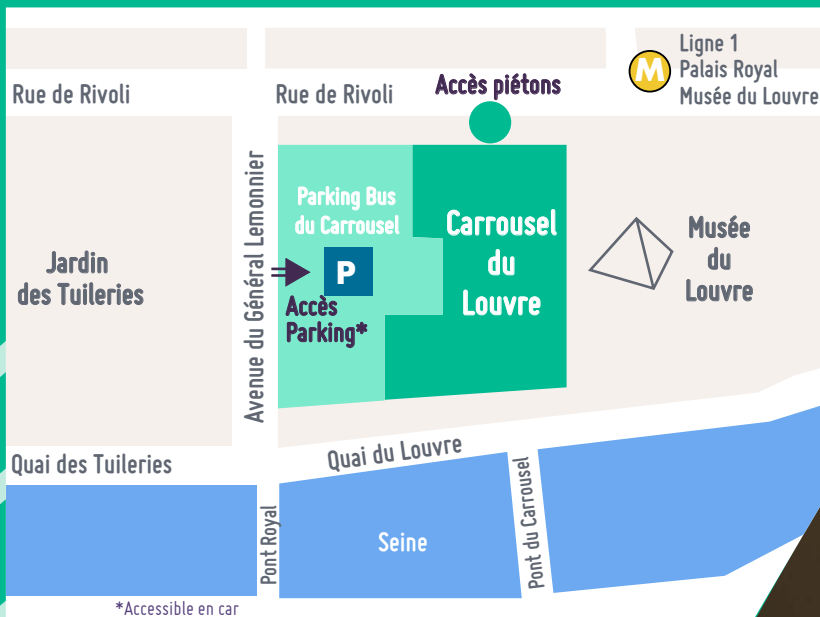 Ligne 1
M
Palais Royal
Musée du Louvre
Rue de Rivoli
Rue de Rivoli
Accès piétons
Avenue du Général Lemonnier
Parking Bus
du Carrousel
P
Accès
Parking*
Carrousel
du
Louvre
Musée
du
Louvre
Jardin
des Tuileries
Quai des Tuileries
Quai du Louvre
Pont Royal
Seine
Pont du Carrousel
*Accessible en car